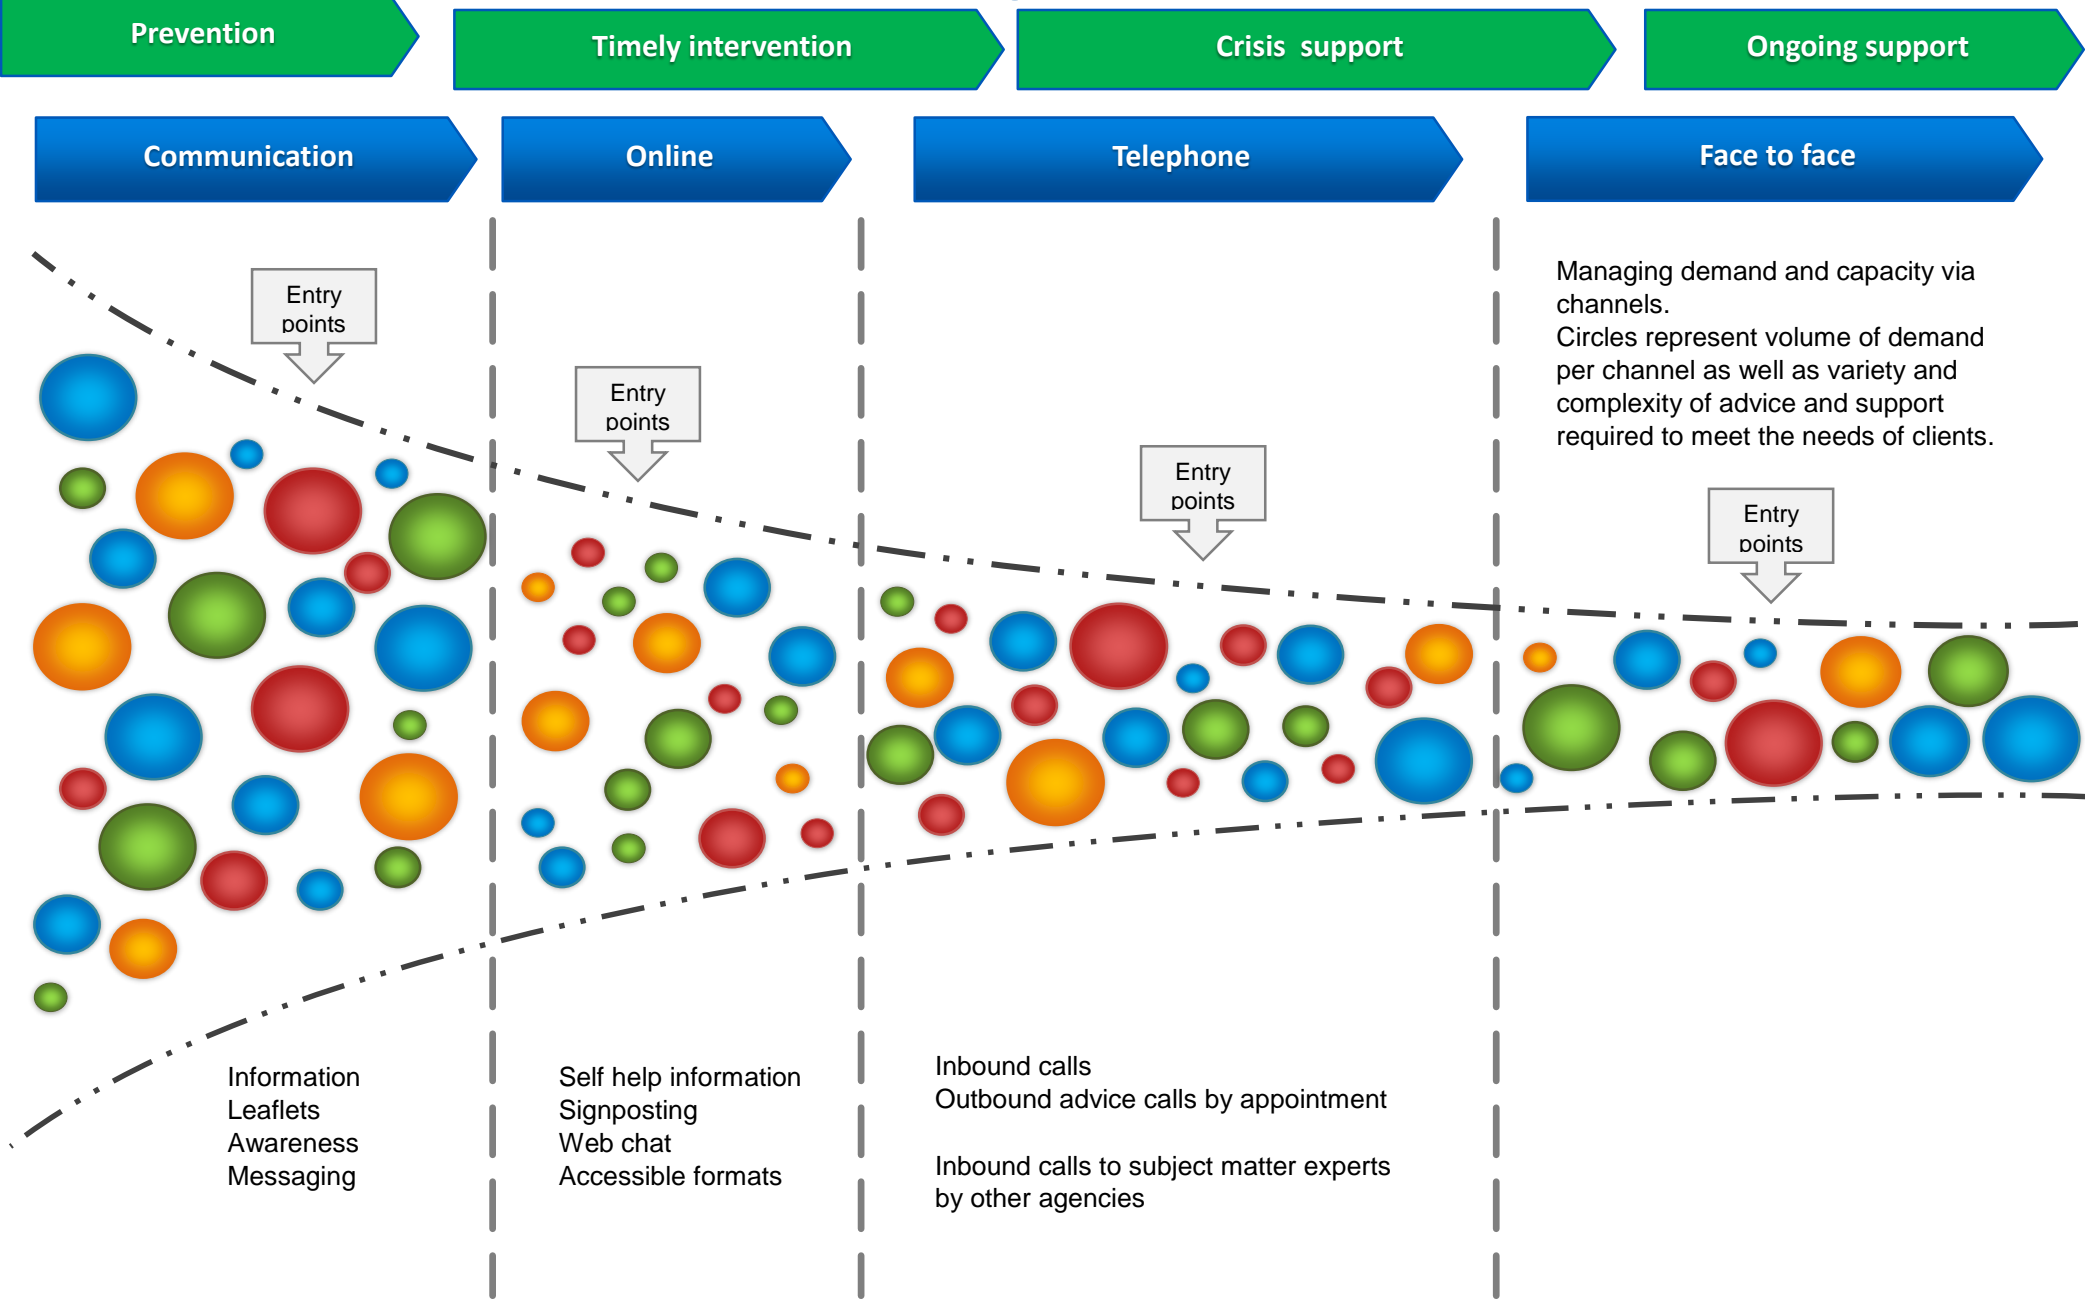 Prevention
Timely intervention
Crisis support
Ongoing support
Communication
Online
Telephone
Face to face
Entry
points
Entry
points
Entry
points
Managing demand and capacity via
channels.
Circles represent volume of demand
per channel as well as variety and
complexity of advice and support
required to meet the needs of clients.
Entry
points
Information
Leaflets
Awareness
Messaging
Self help information
Signposting
Web chat
Accessible formats
Inbound calls
Outbound advice calls by appointment
Inbound calls to subject matter experts
by other agencies